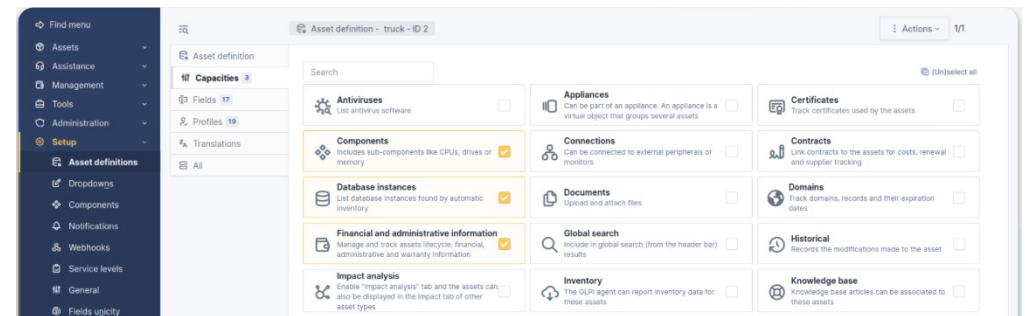 Find menu
Assets
Assistance
Management
Tools
Administration
Setup
Asset definitions
Dropdowns
Components
Notifications
Webhooks
Service levels
General
Fields unicity
Asset definition - truck - ID 2
Actions
1/1
Asset definition
Capacities 3
Fields 17
Profiles 19
Translations
All
Search
(Un)select all
Antiviruses
List antivirus software
Appliances
Can be part of an appliance. An appliance is a
virtual object that groups several assets
Certificates
Track certificates used by the assets
Components
Includes sub-components like CPUs, drives or
memory
Connections
Can be connected to external peripherals or
monitors
Contracts
Link contracts to the assets for costs, renewal
and supplier tracking
Database instances
List database instances found by automatic
inventory
Documents
Upload and attach files
Domains
Track domains, records and their expiration
dates
Financial and administrative information
Manage and track assets lifecycle, financial,
administrative and warranty information
Global search
Include in global search (from the header bar)
results
Historical
Records the modifications made to the asset
Impact analysis
Enable "impact analysis" tab and the assets can
also be displayed in the impact tab of other
asset types
Inventory
The GLPI agent can report inventory data for
these assets
Knowledge base
Knowledge base articles can be associated to
these assets